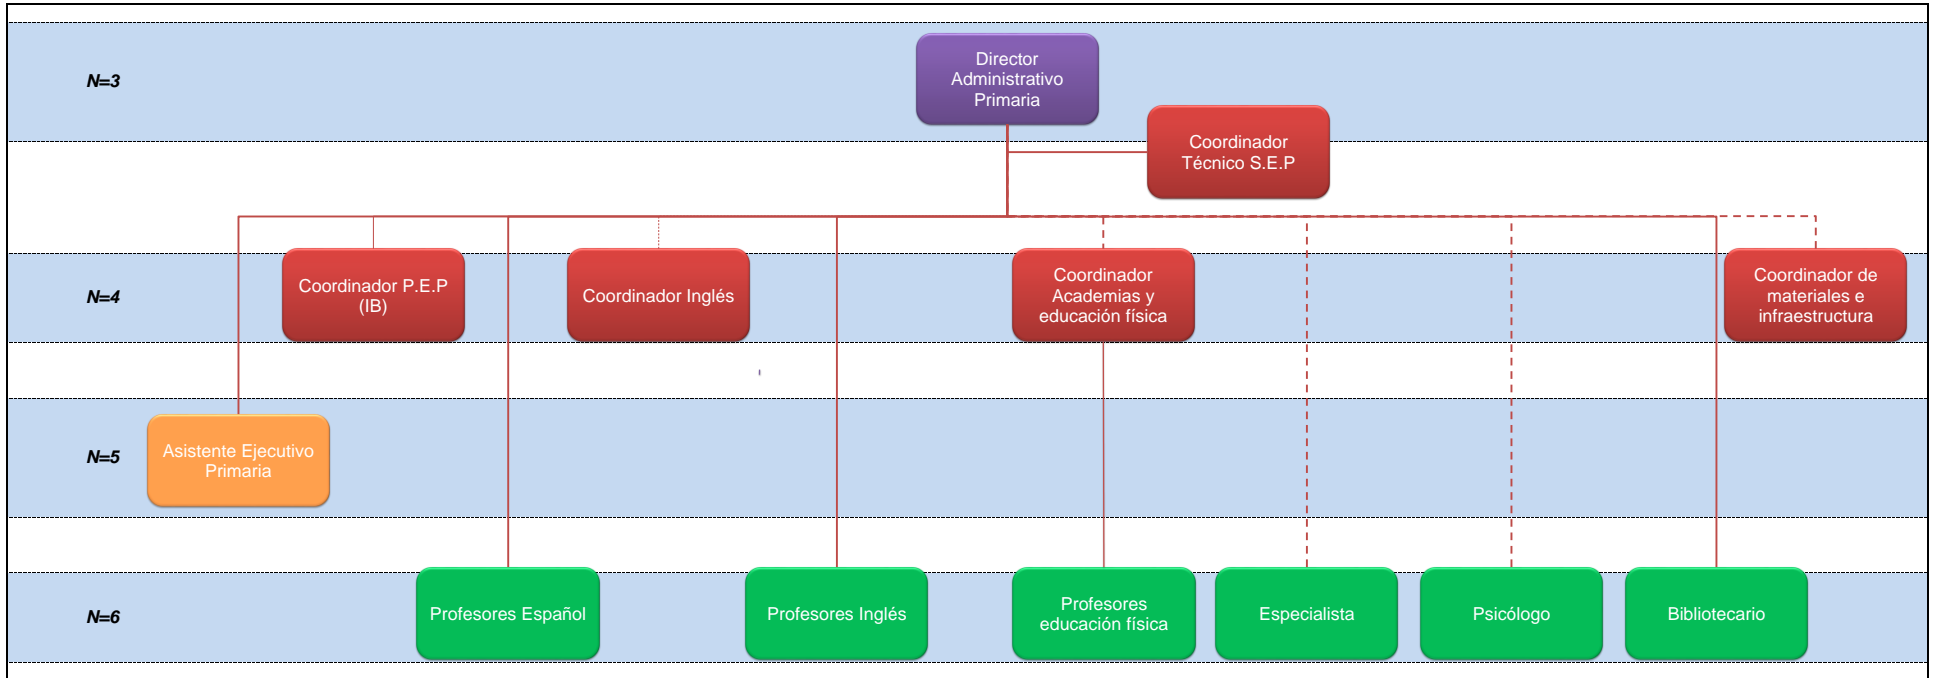 N=3
Director
Administrativo
Primaria
Coordinador
Técnico S.E.P
N=4
Coordinador P.E.P
(IB)
Coordinador Inglés
Coordinador
Academias y
educación física
Coordinador de
materiales e
infraestructura
N=5
Asistente Ejecutivo
Primaria
N=6
Profesores Español
Profesores Inglés
Profesores
educación física
Especialista
Psicólogo
Bibliotecario